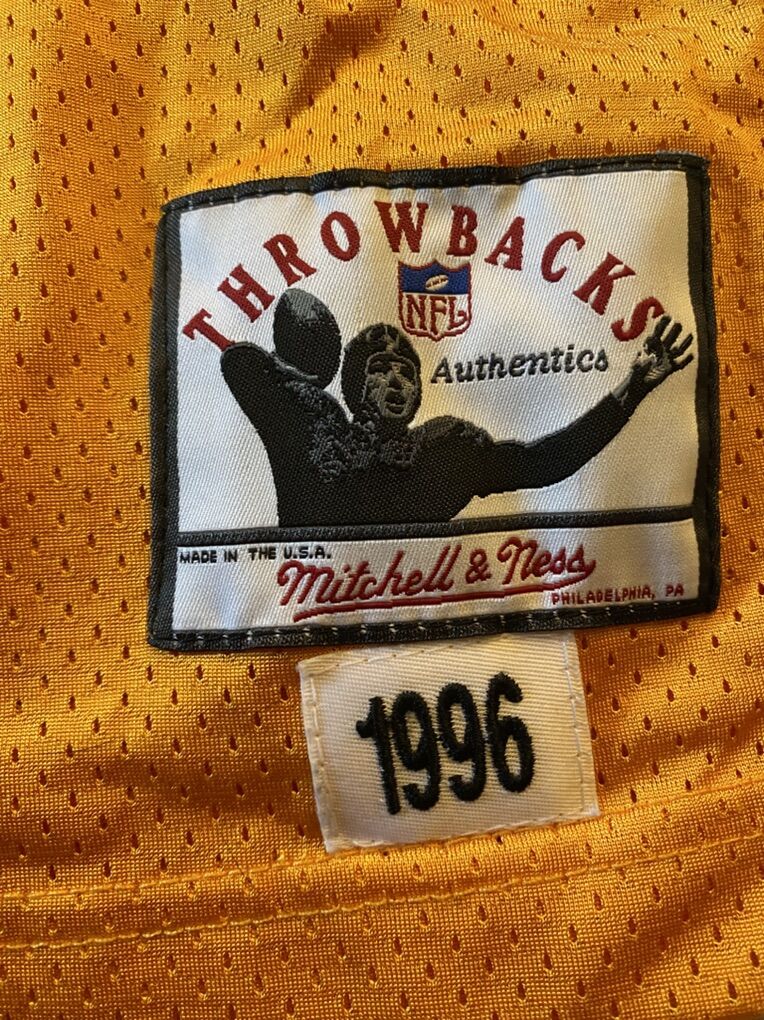 THROWBACKS
NFL
Authentics
MADE IN THE U.S.A.
Mitchell & Ness
PHILADELPHIA, PA
1996